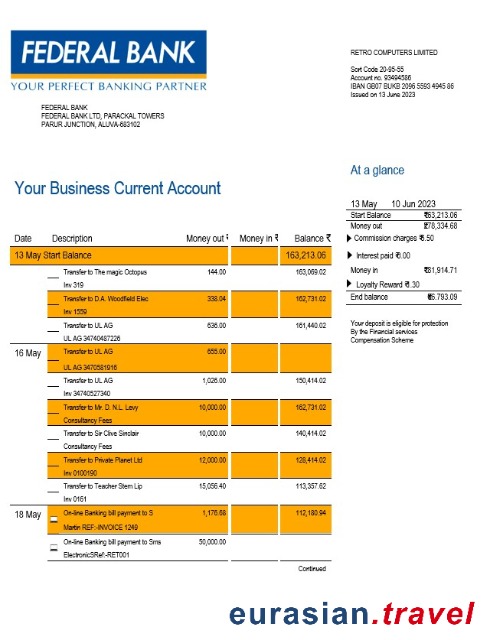 FEDERAL BANK
YOUR PERFECT BANKING PARTNER
FEDERAL BANK
FEDERAL BANK LTD, PARACKAL TOWERS
PARUR JUNCTION, ALUVA-683102
RETRO COMPUTERS LIMITED
Sort Code 20-95-55
Account no. 93494586
IBAN GB07 BUKB 2096 5593 4945 86
Issued on 13 June 2023
At a glance
Your Business Current Account
13 May 10 Jun 2023
Start Balance ₹163,213.06
Money out ₹278,334.68
Commission charges ₹6.50
Interest paid ₹0.00
Money in ₹181,914.71
Loyalty Reward ₹1.30
End balance ₹66,793.09
Your deposit is eligible for protection
By the Financial services
Compensation Scheme
Date Description Money out ₹ Money in ₹ Balance ₹
13 May Start Balance 163,213.06
Transfer to The magic Octopus 144.00 163,069.02
Inv 319
Transfer to D.A. Woodfield Elec 338.04 162,731.02
Inv 1559
Transfer to UL AG 636.00 161,440.02
UL AG 34740487226
16 May Transfer to UL AG 655.00
UL AG 3470581916
Transfer to UL AG 1,026.00 150,414.02
Inv 34740527340
Transfer to Mr. D. N.L. Levy 10,000.00 162,731.02
Consultancy Fees
Transfer to Sir Clive Sinclair 10,000.00 140,414.02
Consultancy Fees
Transfer to Private Planet Ltd 12,000.00 128,414.02
Inv 0100190
Transfer to Teacher Stem Lip 15,056.40 113,357.62
Inv 0161
18 May On-line Banking bill payment to S 1,176.68 112,180.94
Martin REF:-INVOICE 1249
On-line Banking bill payment to Sms 50,000.00
ElectronicSRef:-RET001
Continued
eurasian.travel